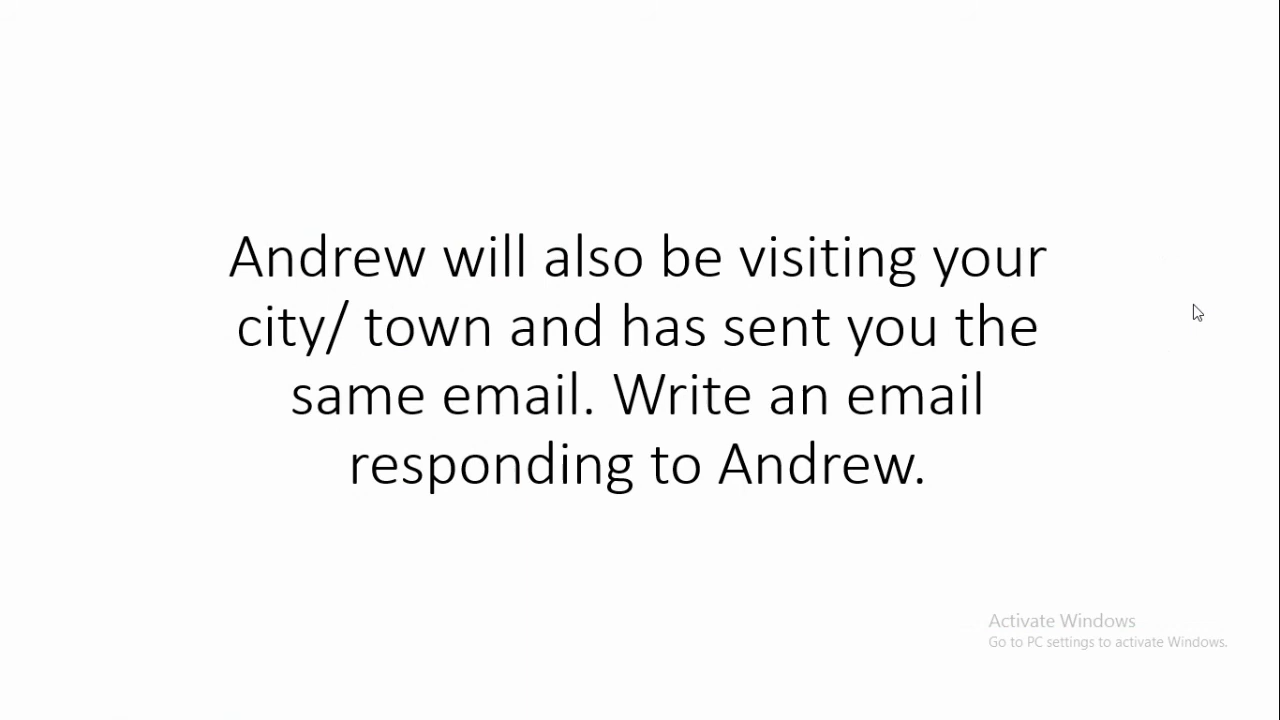 Andrew will also be visiting your
city/ town and has sent you the
same email. Write an email
responding to Andrew.
Activate Windows
Go to PC settings to activate Windows.